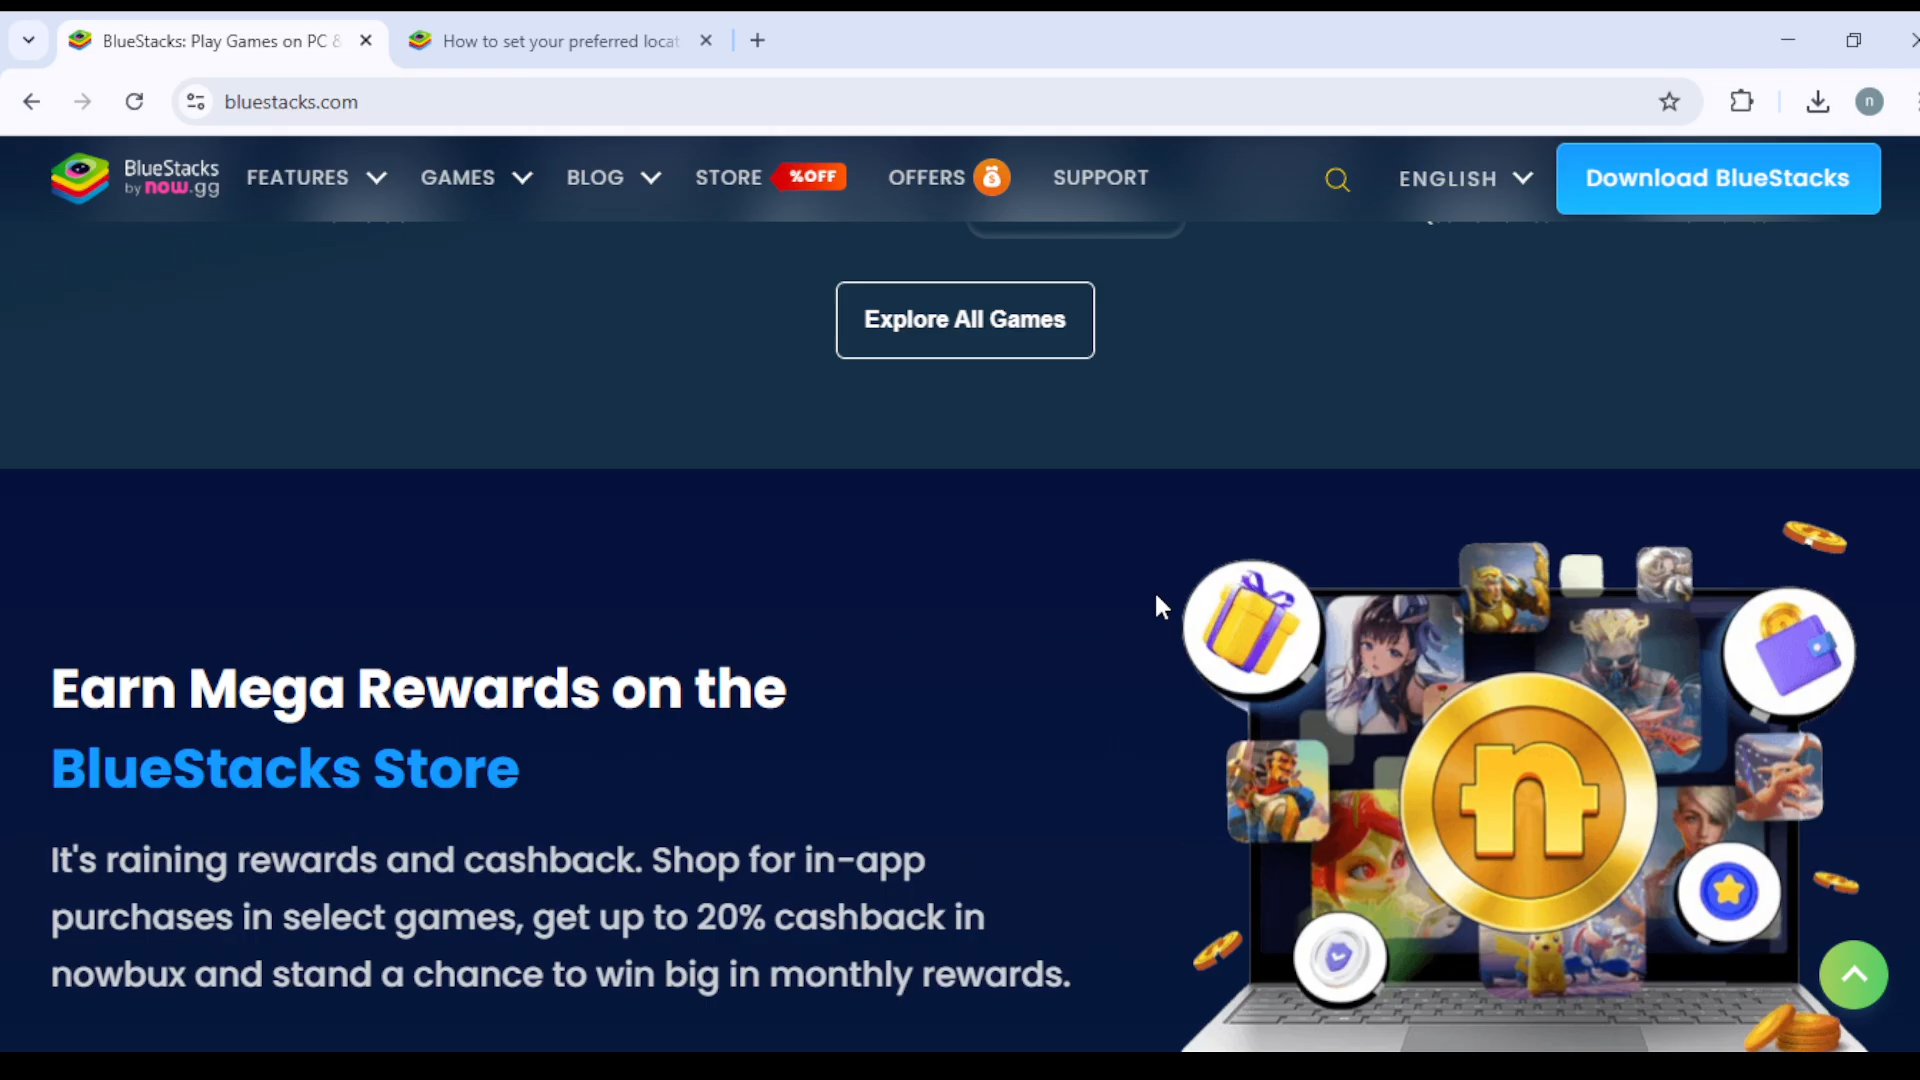 BlueStacks: Play Games on PC &
How to set your preferred locat
bluestacks.com
n
BlueStacks
by now.gg
FEATURES
GAMES
BLOG
STORE
%OFF
OFFERS
SUPPORT
ENGLISH
Download BlueStacks
Explore All Games
Earn Mega Rewards on the
BlueStacks Store
It's raining rewards and cashback. Shop for in-app
purchases in select games, get up to 20% cashback in
nowbux and stand a chance to win big in monthly rewards.
n